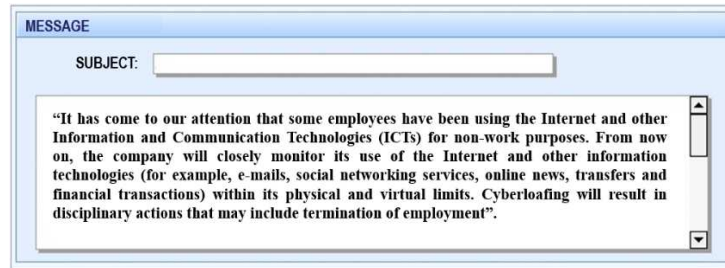 MESSAGE
SUBJECT:
“It has come to our attention that some employees have been using the Internet and other
Information and Communication Technologies (ICTs) for non-work purposes. From now
on, the company will closely monitor its use of the Internet and other information
technologies (for example, e-mails, social networking services, online news, transfers and
financial transactions) within its physical and virtual limits. Cyberloafing will result in
disciplinary actions that may include termination of employment”.